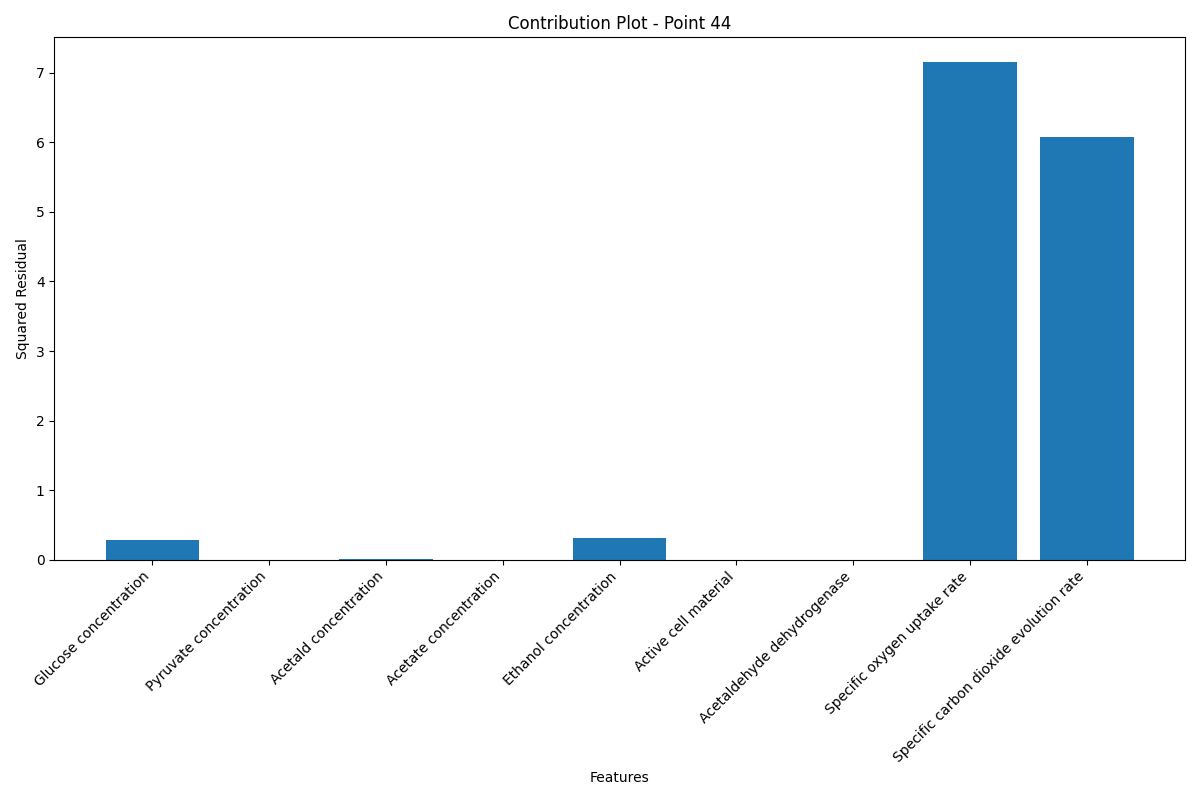 Contribution Plot - Point 44
Squared Residual
7
6
5
4
3
2
1
0
Glucose concentration
Pyruvate concentration
Acetald concentration
Acetate concentration
Ethanol concentration
Active cell material
Acetaldehyde dehydrogenase
Specific oxygen uptake rate
Specific carbon dioxide evolution rate
Features